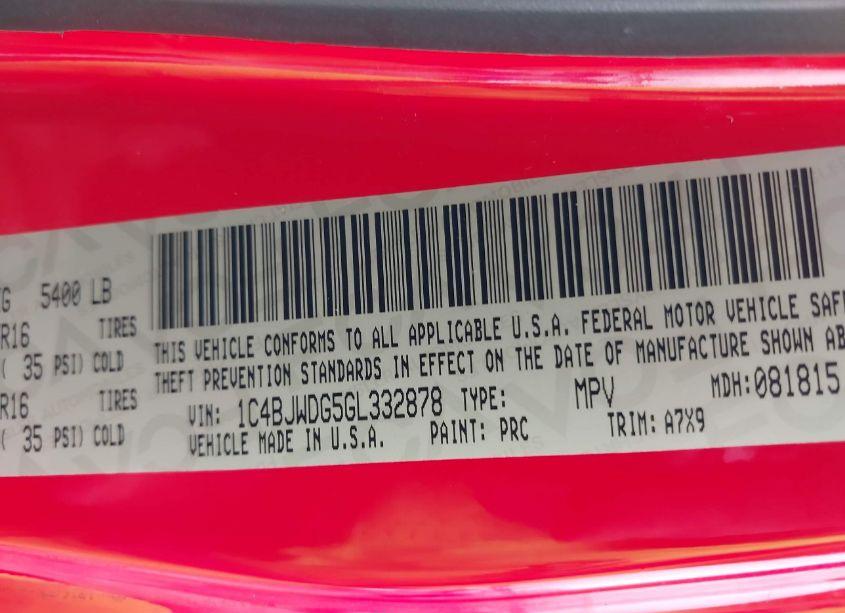 5400 LB
R16 TIRES
35 PSI) COLD
R16 TIRES
35 PSI) COLD
THIS VEHICLE CONFORMS TO ALL APPLICABLE U.S.A. FEDERAL MOTOR VEHICLE
THEFT PREVENTION STANDARDS IN EFFECT ON THE DATE OF MANUFACTURE SHOWN
VIN: 1C4BJWDG5GL332878 TYPE: MPV MDH: 081815
VEHICLE MADE IN U.S.A. PAINT: PRC TRIM: A7X9